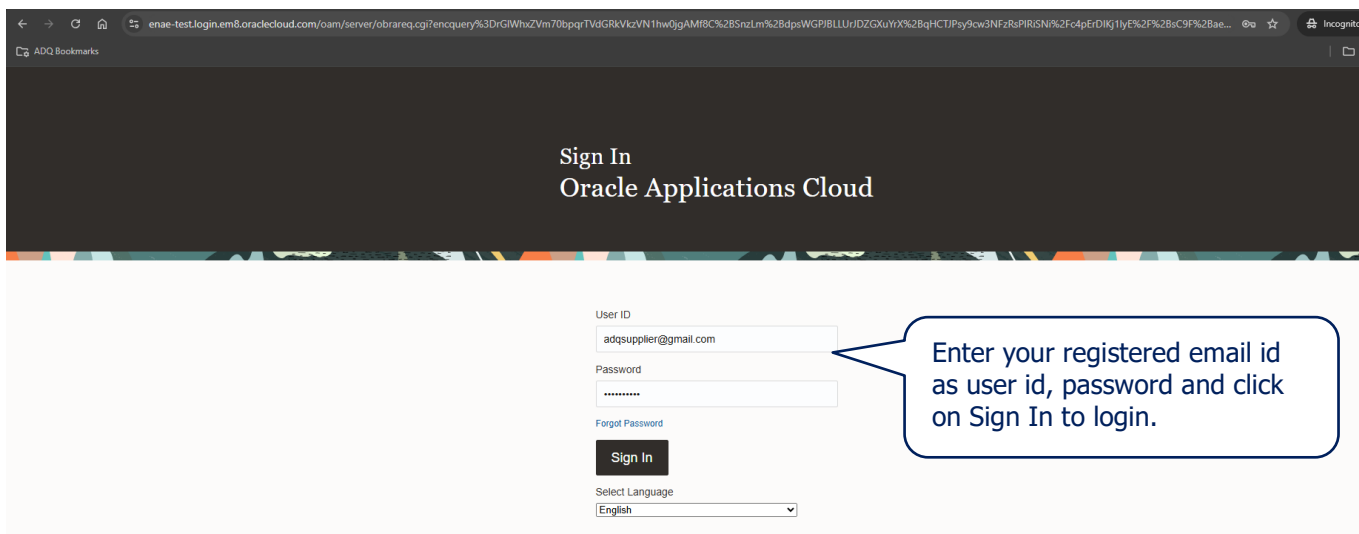 enae-test.login.em8.oraclecloud.com/oam/server/obrareq.cgi?encquery%3DrGlWhxZVm70bpqrTVdGRkVkzVN1hw0jgAMf8C%2BSnzLm%2BdpsWGPJBLLUrJDZGXuYrX%2BqHCTJPsy9cw3NFzRsPIRiSNi%2Fc4pErDIKj1lyE%2F%2BsC9F%2Bae...
Incognito
ADQ Bookmarks
Sign In
Oracle Applications Cloud
User ID
adqsupplier@gmail.com
Password
Forgot Password
Sign In
Select Language
English
Enter your registered email id
as user id, password and click
on Sign In to login.